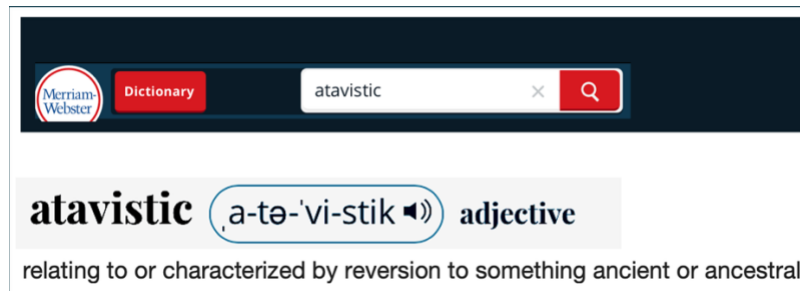 Merriam-
Webster
Dictionary
atavistic
atavistic ˌa-tə-ˈvi-stik adjective
relating to or characterized by reversion to something ancient or ancestral